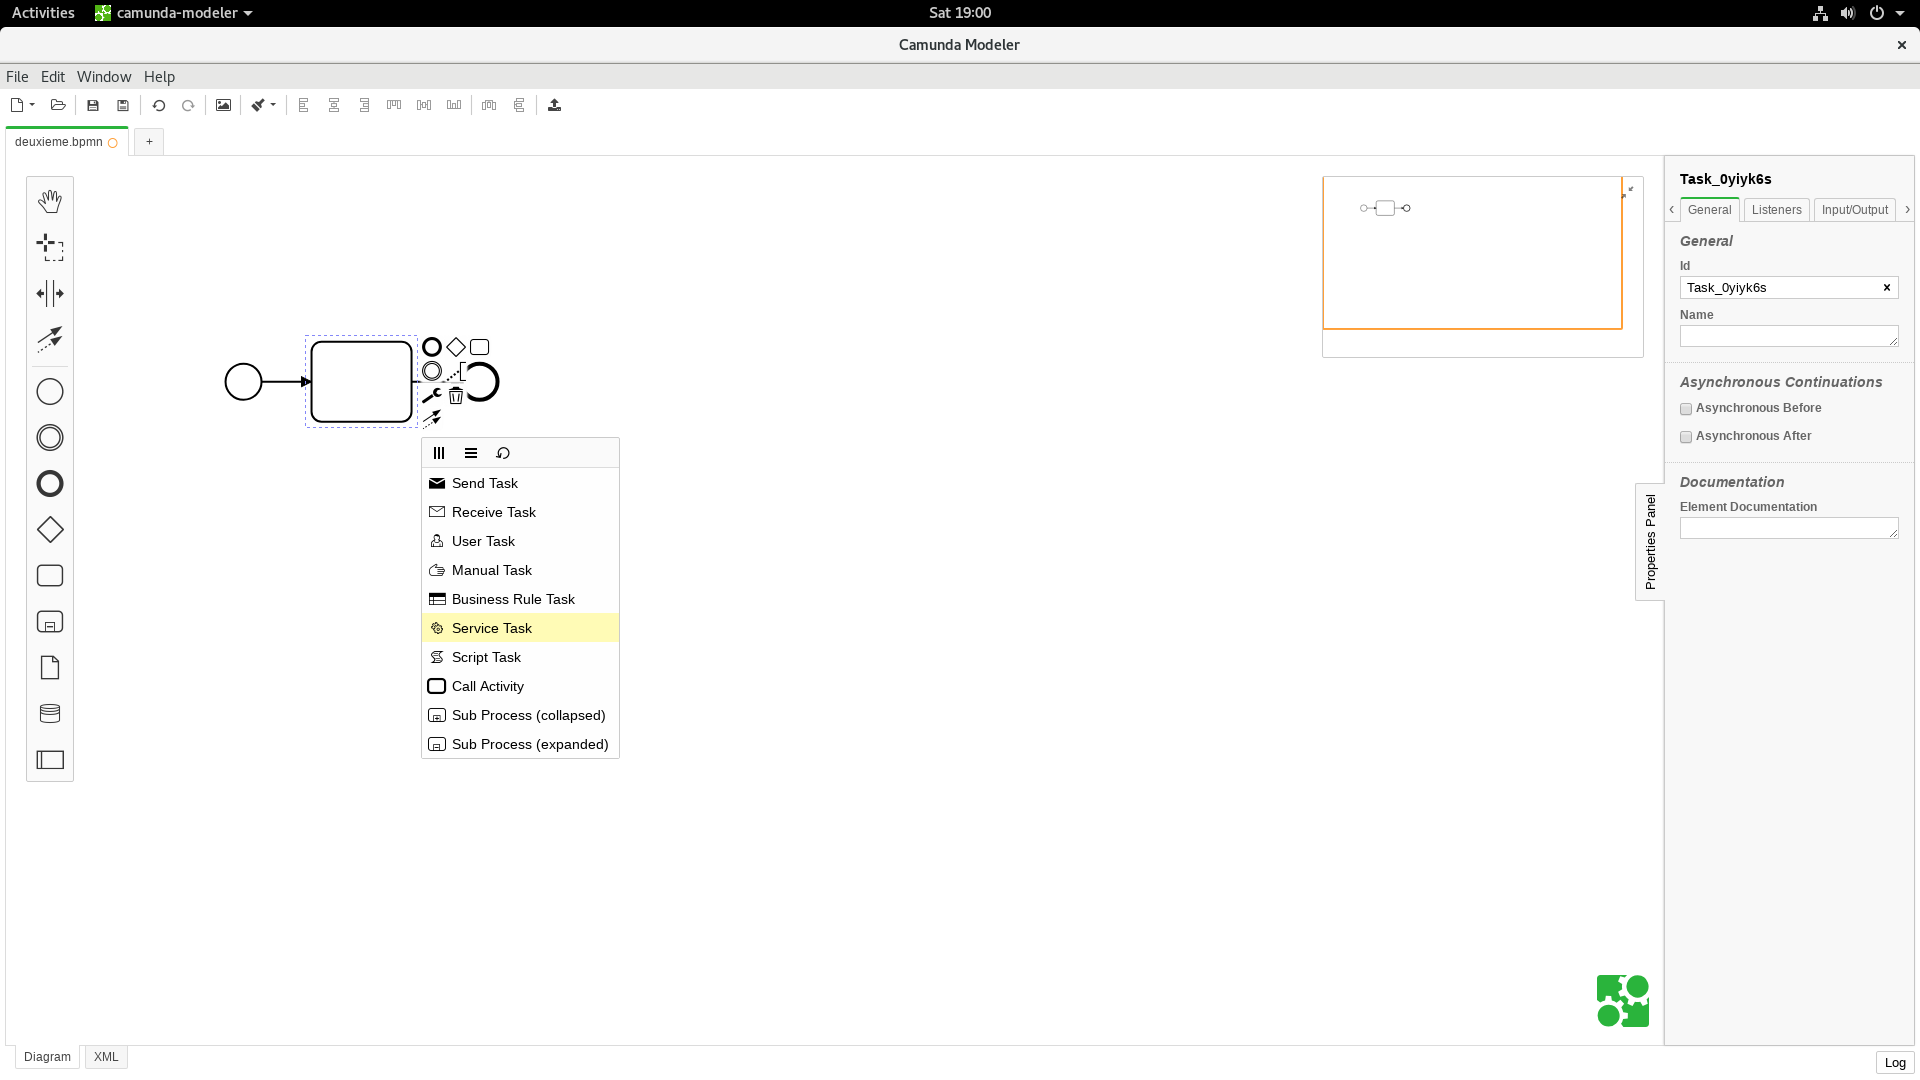 Activities camunda-modeler Sat 19:00
Camunda Modeler ×
File Edit Window Help
deuxieme.bpmn +
Task_0yiyk6s
‹ General Listeners Input/Output ›
General
Id
Task_0yiyk6s ×
Name
Asynchronous Continuations
Asynchronous Before
Asynchronous After
Documentation
Element Documentation
Properties Panel
Send Task
Receive Task
User Task
Manual Task
Business Rule Task
Service Task
Script Task
Call Activity
Sub Process (collapsed)
Sub Process (expanded)
Diagram XML
Log